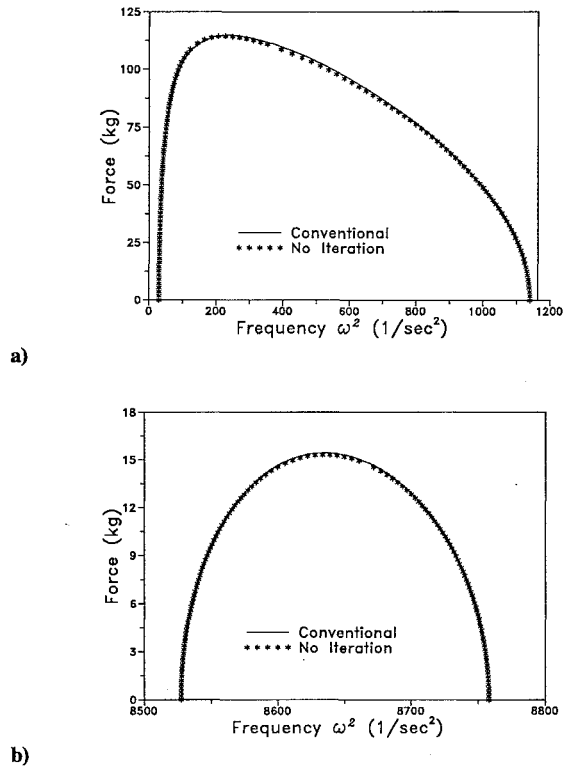 125
100
75
50
25
0
Force (kg)
Conventional
No Iteration
0 200 400 600 800 1000 1200
Frequency ω² (1/sec²)
a)
18
15
12
9
6
3
0
Force (kg)
Conventional
No Iteration
8500 8600 8700 8800
Frequency ω² (1/sec²)
b)